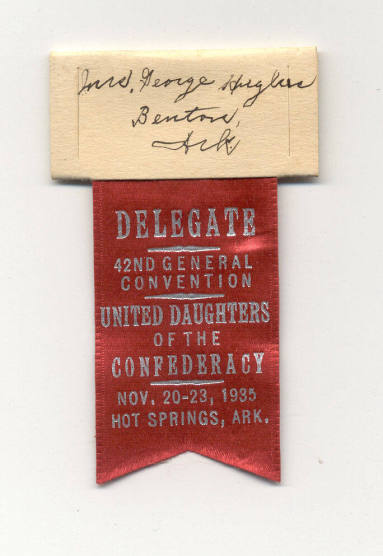 Mrs. George Hughes
Benton,
Ark.
DELEGATE
42ND GENERAL
CONVENTION
UNITED DAUGHTERS
OF THE
CONFEDERACY
NOV. 20-23, 1935
HOT SPRINGS, ARK.